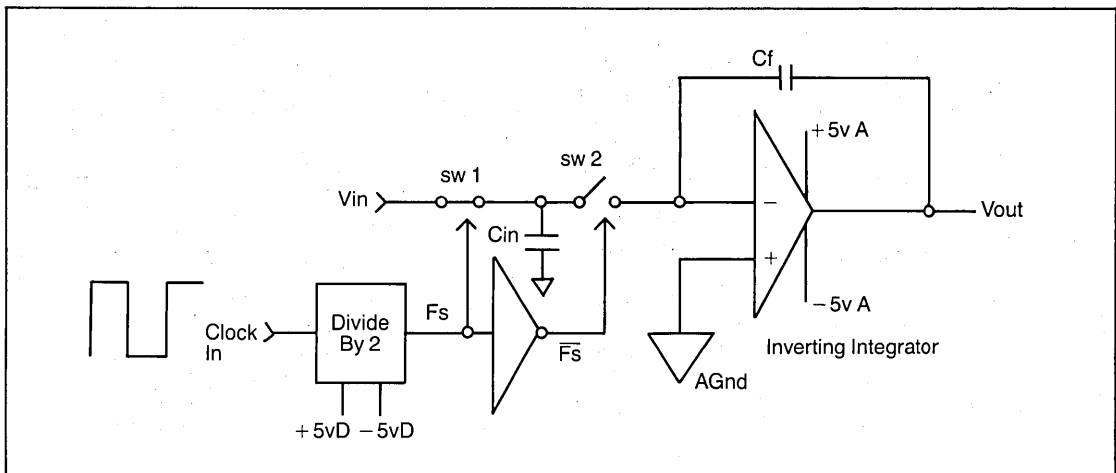 Cf
+5v A
sw 1
sw 2
Vin
−
Vout
Cin
+
−5v A
Clock In
Divide By 2
Fs
F̅s̅
AGnd
Inverting Integrator
+5vD
−5vD